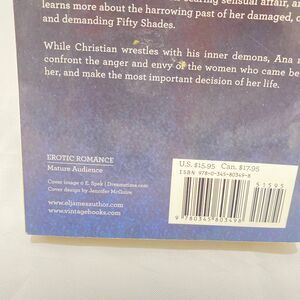 learns more about the harrowing past of her damaged, d
and demanding Fifty Shades.
While Christian wrestles with his inner demons, Ana
confront the anger and envy of the women who came be
her, and make the most important decision of her life.
EROTIC ROMANCE
Mature Audience
Cover image © E. Spek | Dreamstime.com
Cover design by Jennifer McGuire
www.eljamesauthor.com
www.vintagebooks.com
U.S. $15.95 Can. $17.95
ISBN 978-0-345-80349-8
51595
9 780345 803498